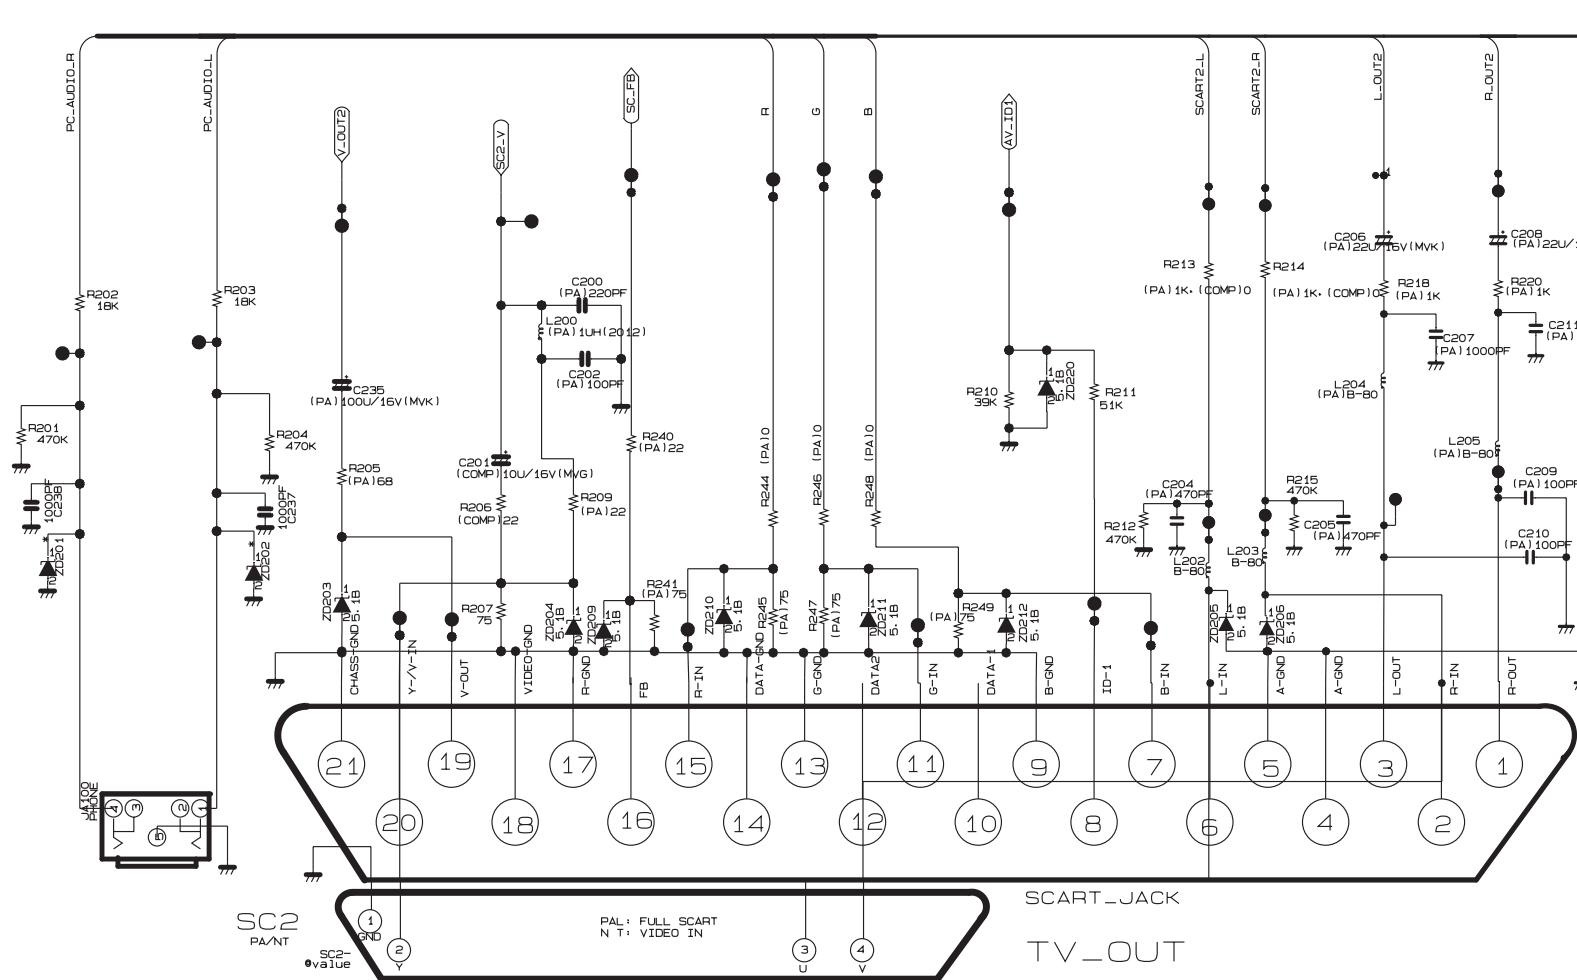 PC_AUDIO_R
PC_AUDIO_L
V_OUT2
SC2_V
SC_FB
R
G
B
AV_ID1
SCART2_L
SCART2_R
L_OUT2
R_OUT2
1
C206
(PA)22U/16V(MVK)
C208
(PA)22U/1
R202
18K
R203
18K
C200
(PA)220PF
L200
(PA)1UH(2012)
C202
(PA)100PF
R213
(PA)1K.(COMP)0
R214
(PA)1K.(COMP)0
R218
(PA)1K
R220
(PA)1K
C207
(PA)1000PF
C211
(PA)
C235
(PA)100U/16V(MVK)
R210
39K
1
2
5.1B
ZD220
R211
51K
L204
(PA)B-80
R201
470K
R204
470K
R240
(PA)22
L205
(PA)B-80
R205
(PA)68
C201
(COMP)10U/16V(MVG)
R206
(COMP)22
R209
(PA)22
R244 (PA)0
R246 (PA)0
R248 (PA)0
C204
(PA)470PF
R212
470K
R215
470K
C205
(PA)470PF
C209
(PA)100PF
C210
(PA)100PF
1000PF
C238
1000PF
C237
ZD201
1
2
ZD202
1
2
L202
B-80
L203
B-80
ZD203
1
2
5.1B
R207
75
ZD204
5.1B
ZD209
5.1B
R241
(PA)75
ZD210
5.1B
R245
(PA)75
R247
(PA)75
ZD211
5.1B
R249
(PA)75
ZD212
5.1B
ZD205
5.1B
ZD206
5.1B
CHASS-GND
Y-/V-IN
V-OUT
VIDEO-GND
R-GND
FB
R-IN
DATA-GND
G-GND
DATA2
G-IN
DATA-1
B-GND
ID-1
B-IN
L-IN
A-GND
A-GND
L-OUT
R-IN
R-OUT
21
19
17
15
13
11
9
7
5
3
1
20
18
16
14
12
10
8
6
4
2
JA100
PHONE
4
3
2
1
5
SCART_JACK
TV_OUT
SC2
PA/NT
SC2-
@value
1
GND
2
Y
PAL: FULL SCART
N T: VIDEO IN
3
U
4
V